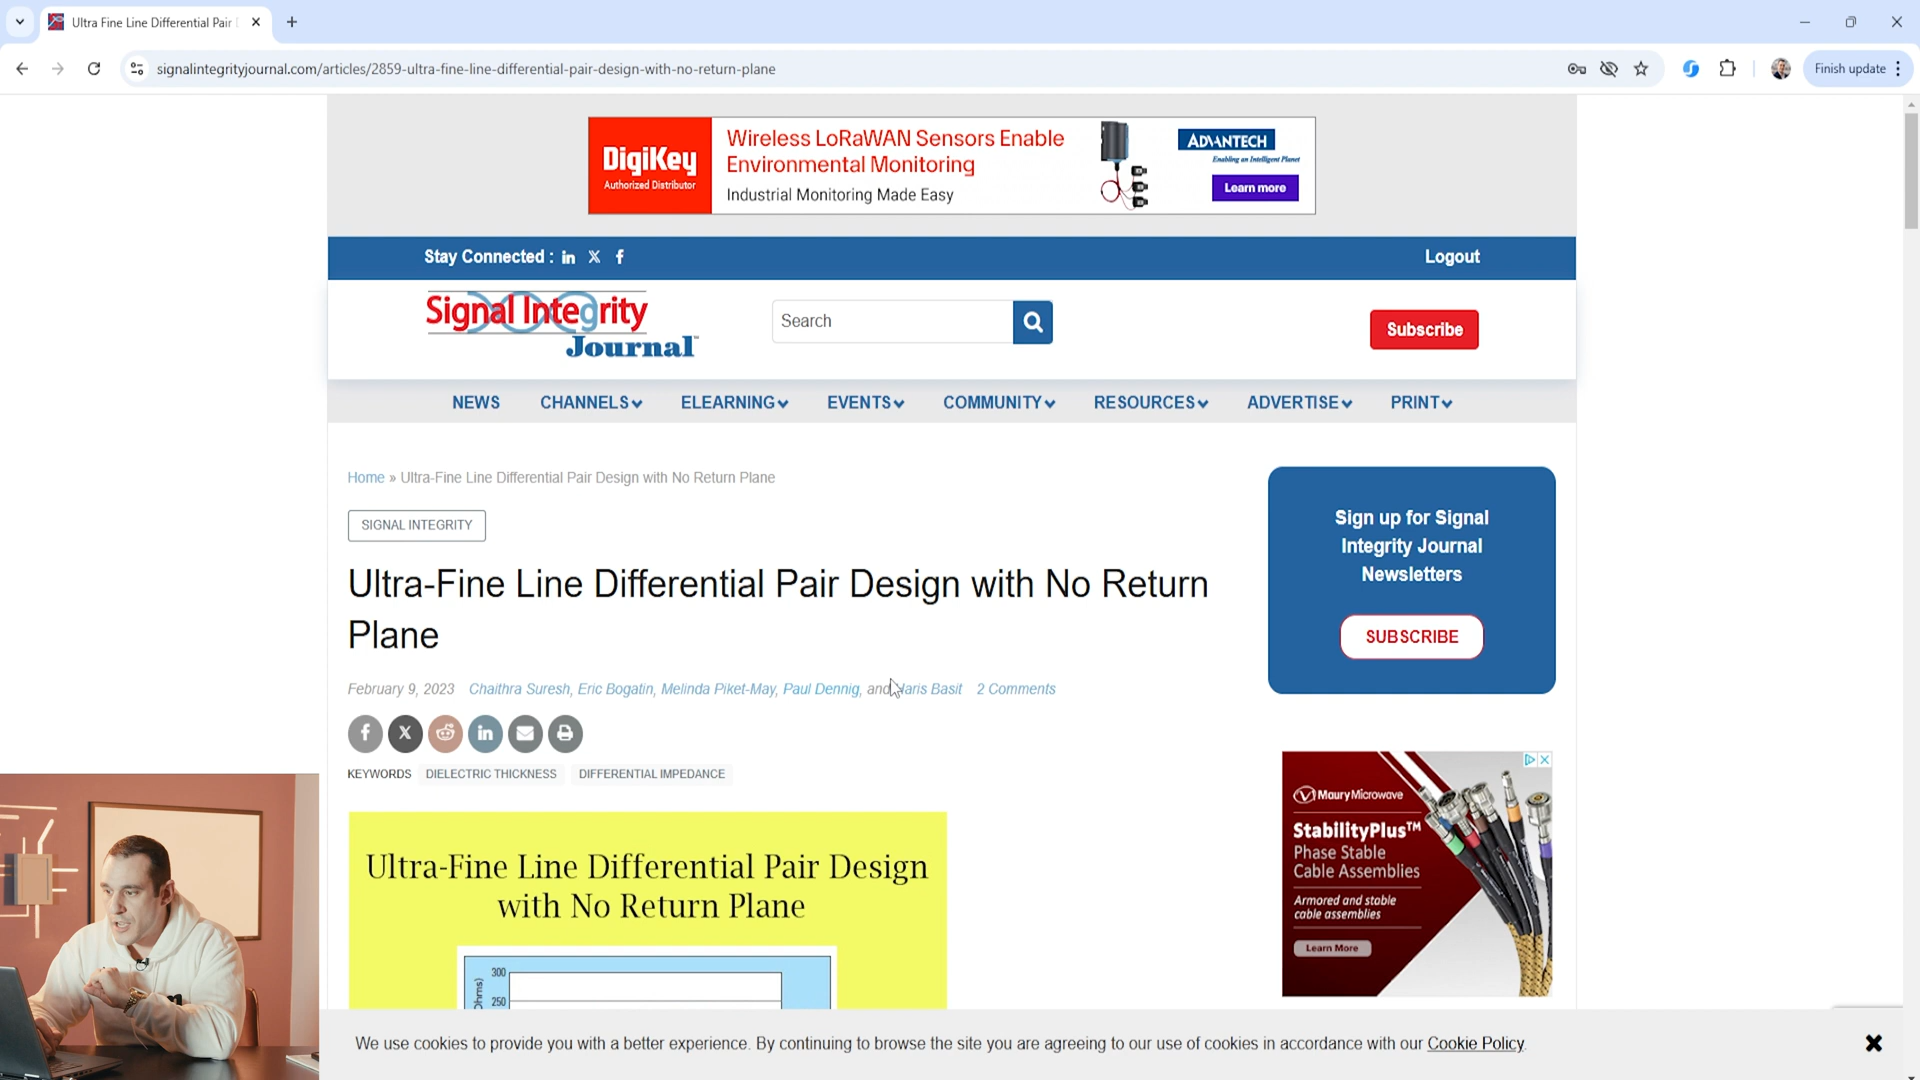 Ultra Fine Line Differential Pair
signalintegrityjournal.com/articles/2859-ultra-fine-line-differential-pair-design-with-no-return-plane
Finish update
DigiKey
Authorized Distributor
Wireless LoRaWAN Sensors Enable
Environmental Monitoring
Industrial Monitoring Made Easy
ADVANTECH
Enabling an Intelligent Planet
Learn more
Stay Connected :
Logout
Signal Integrity
Journal
Search
Subscribe
NEWS CHANNELS ELEARNING EVENTS COMMUNITY RESOURCES ADVERTISE PRINT
Home » Ultra-Fine Line Differential Pair Design with No Return Plane
SIGNAL INTEGRITY
Ultra-Fine Line Differential Pair Design with No Return
Plane
February 9, 2023 Chaithra Suresh, Eric Bogatin, Melinda Piket-May, Paul Dennig, and Haris Basit 2 Comments
KEYWORDS DIELECTRIC THICKNESS DIFFERENTIAL IMPEDANCE
Ultra-Fine Line Differential Pair Design
with No Return Plane
300
250
Sign up for Signal
Integrity Journal
Newsletters
SUBSCRIBE
Maury Microwave
StabilityPlus™
Phase Stable
Cable Assemblies
Armored and stable
cable assemblies
Learn More
We use cookies to provide you with a better experience. By continuing to browse the site you are agreeing to our use of cookies in accordance with our Cookie Policy.